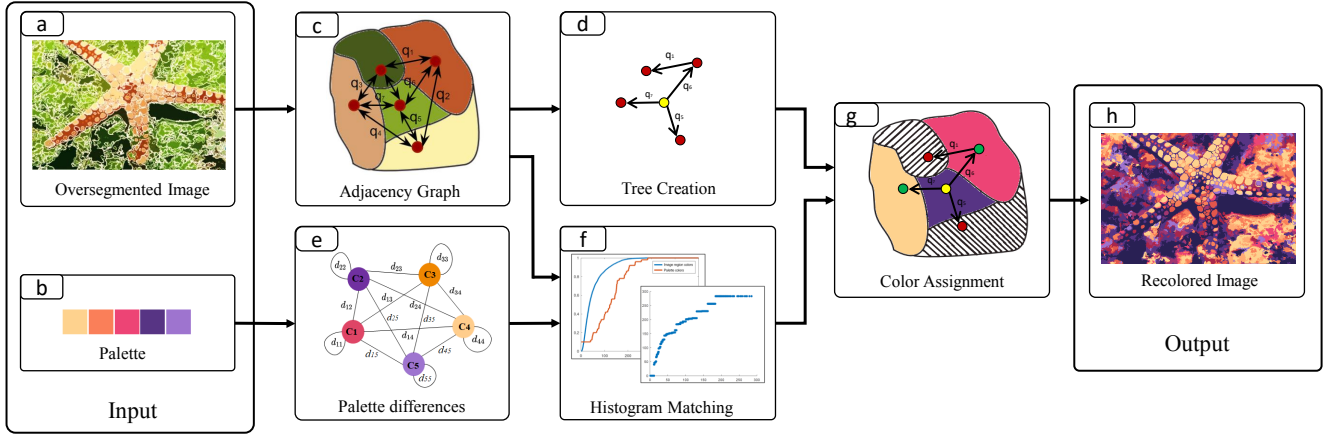 a
Oversegmented Image
b
Palette
Input
c
q1
q3
q6
q7
q2
q5
q4
Adjacency Graph
d
q1
q6
q7
q5
Tree Creation
e
d22
d23
d33
C2
C3
d12
d13
d24
d34
d25
d35
C1
C4
d11
d14
d44
d15
d45
C5
d55
Palette differences
f
Image region colors
Palette colors
Histogram Matching
g
q1
q6
q5
Color Assignment
h
Recolored Image
Output